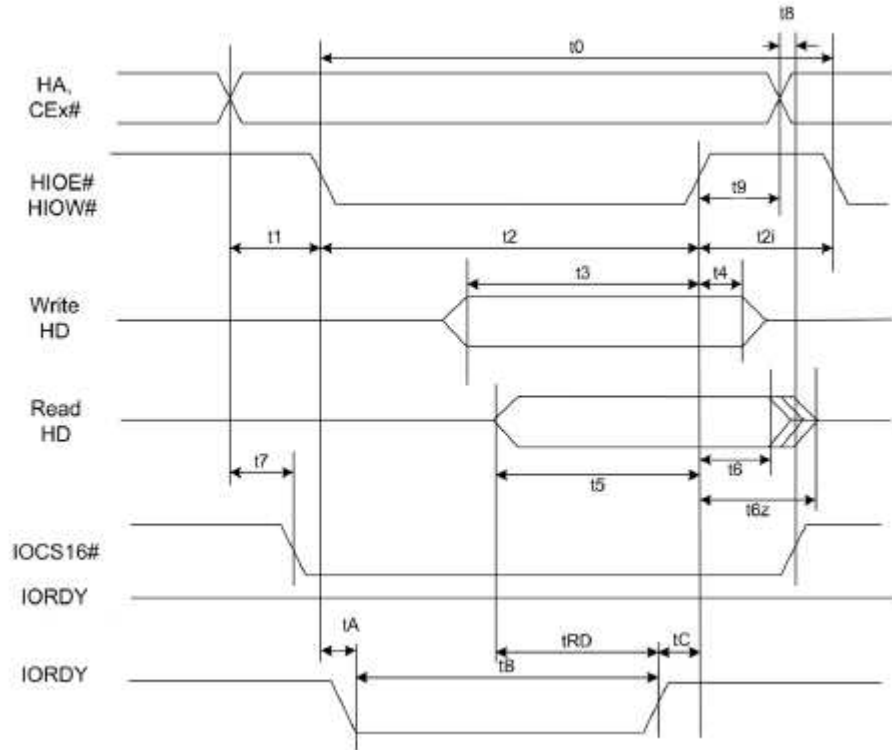 t8
t0
HA,
CEx#
HIOE#
HIOW#
t9
t1
t2
t2i
t3
t4
Write
HD
Read
HD
t7
t5
t6
t6z
IOCS16#
IORDY
tA
tRD
tC
tB
IORDY